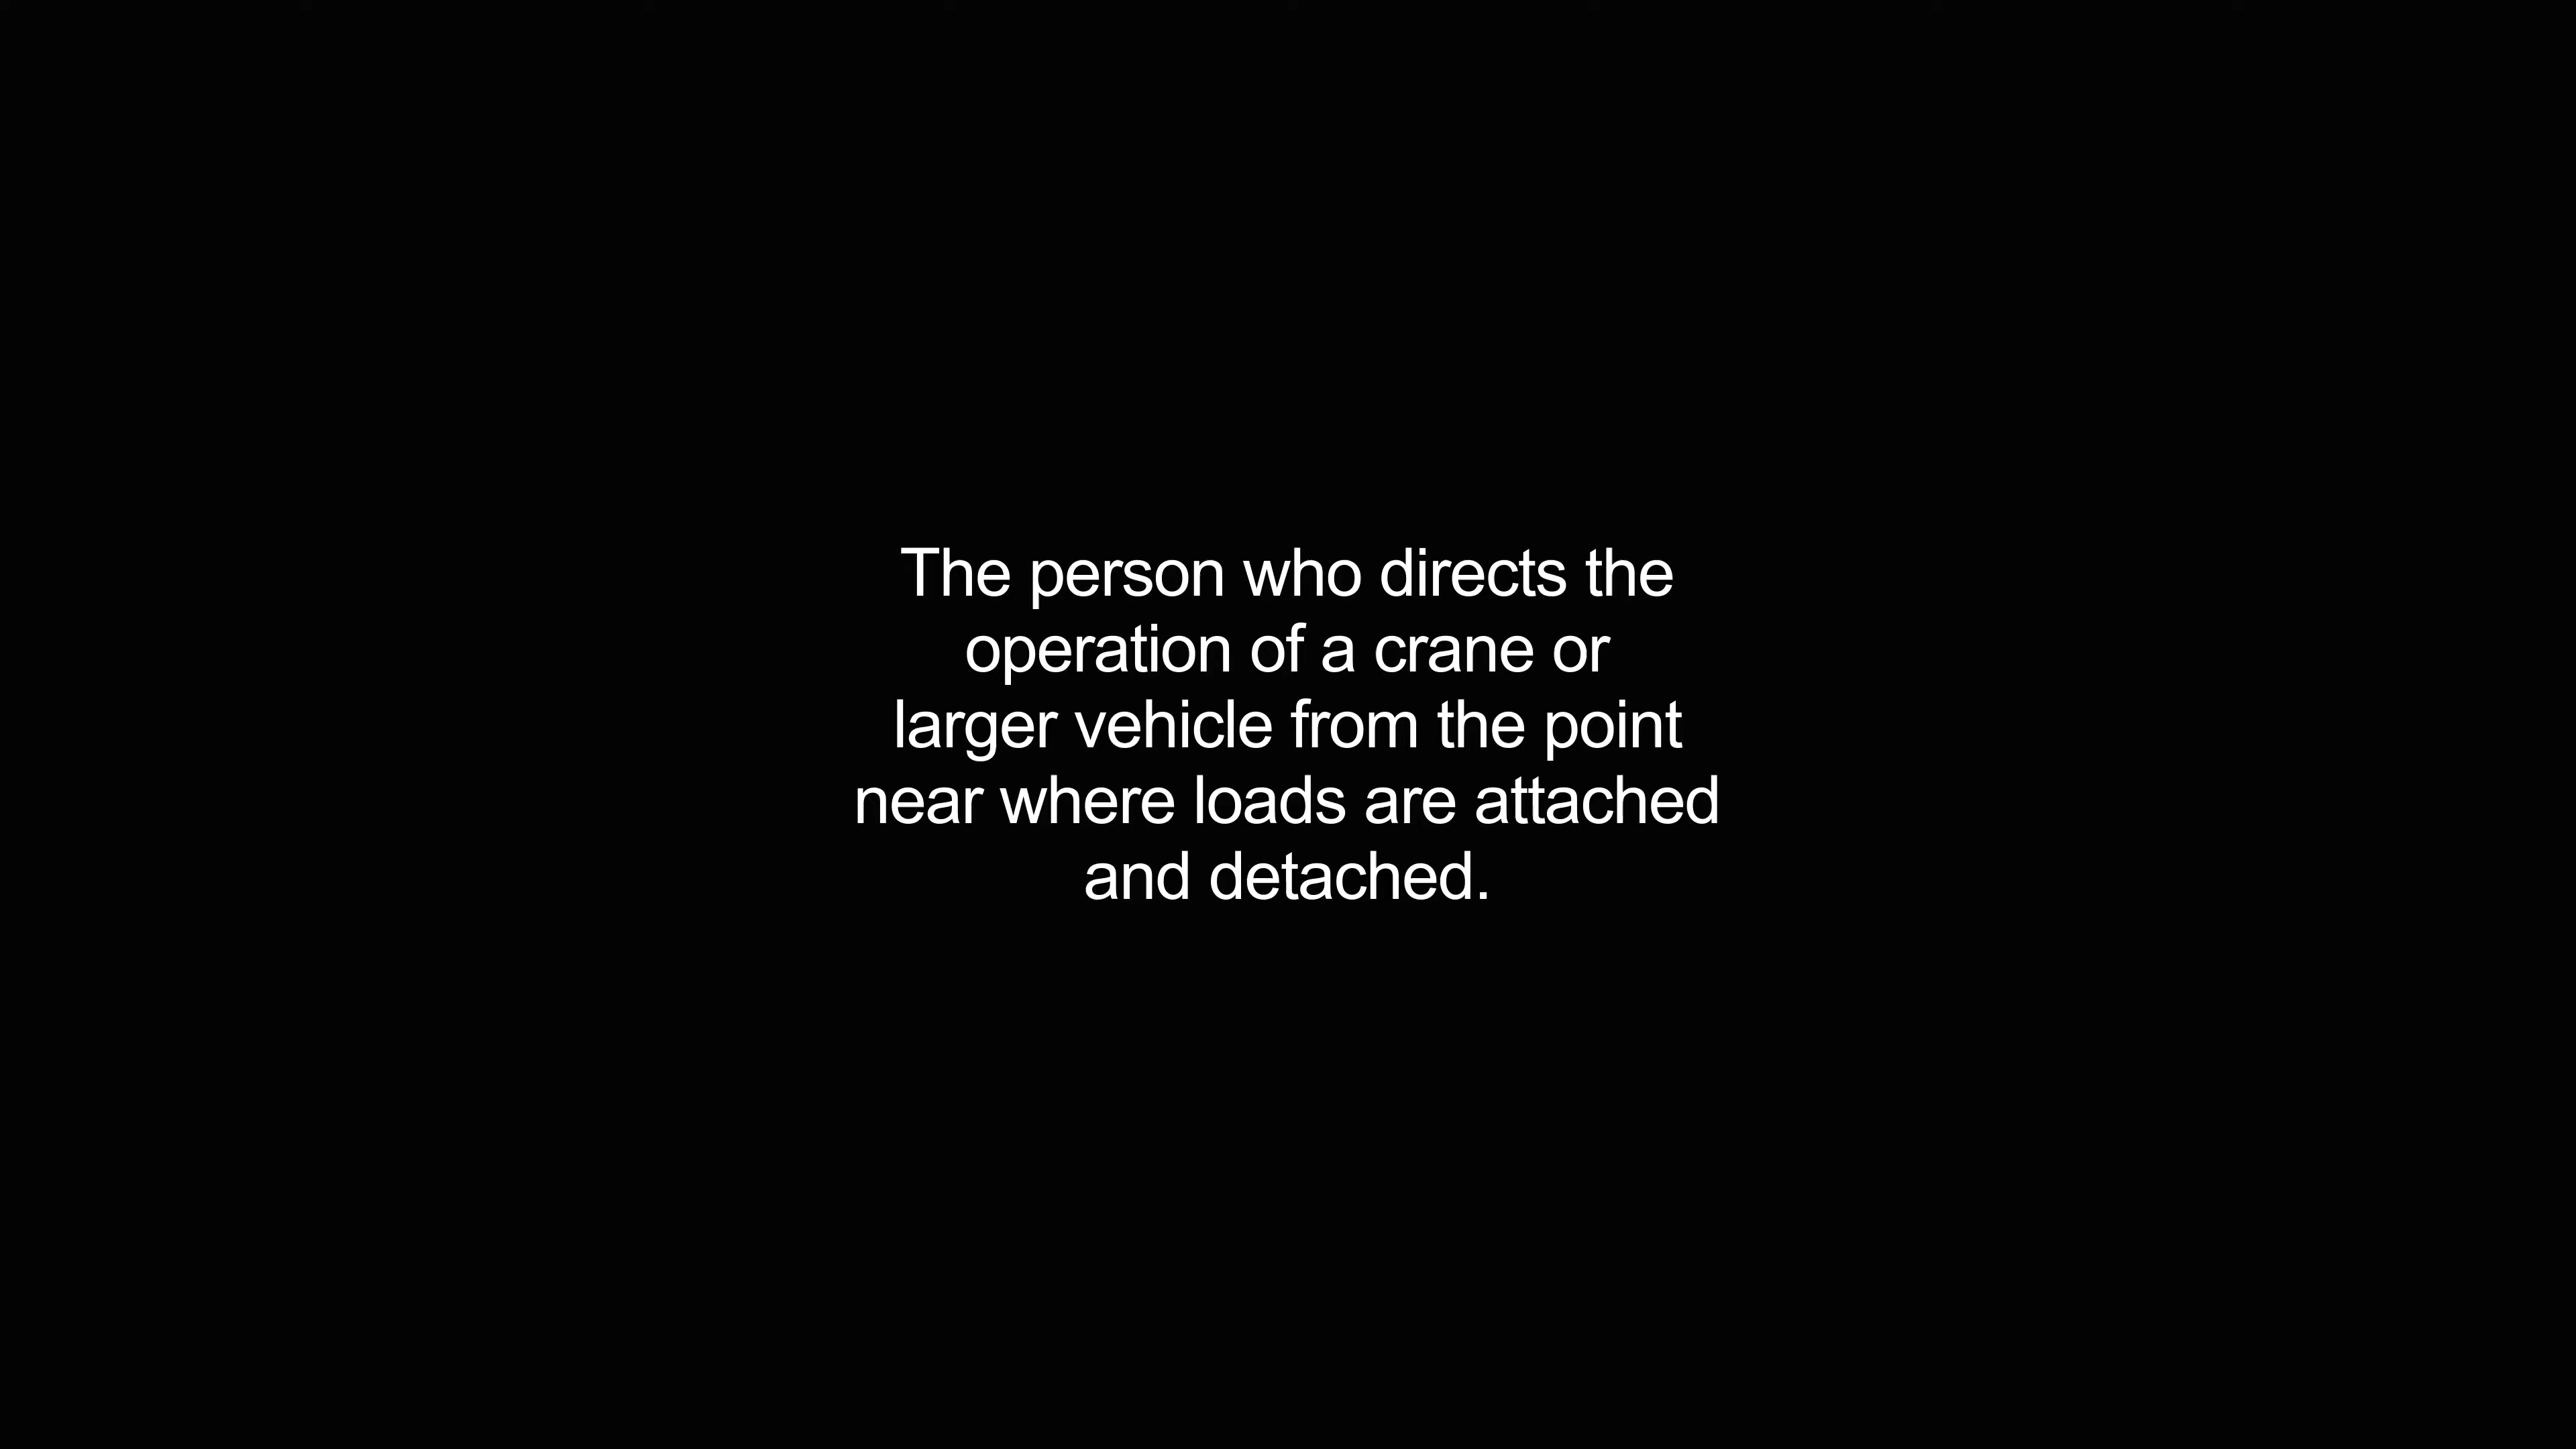 The person who directs the
operation of a crane or
larger vehicle from the point
near where loads are attached
and detached.